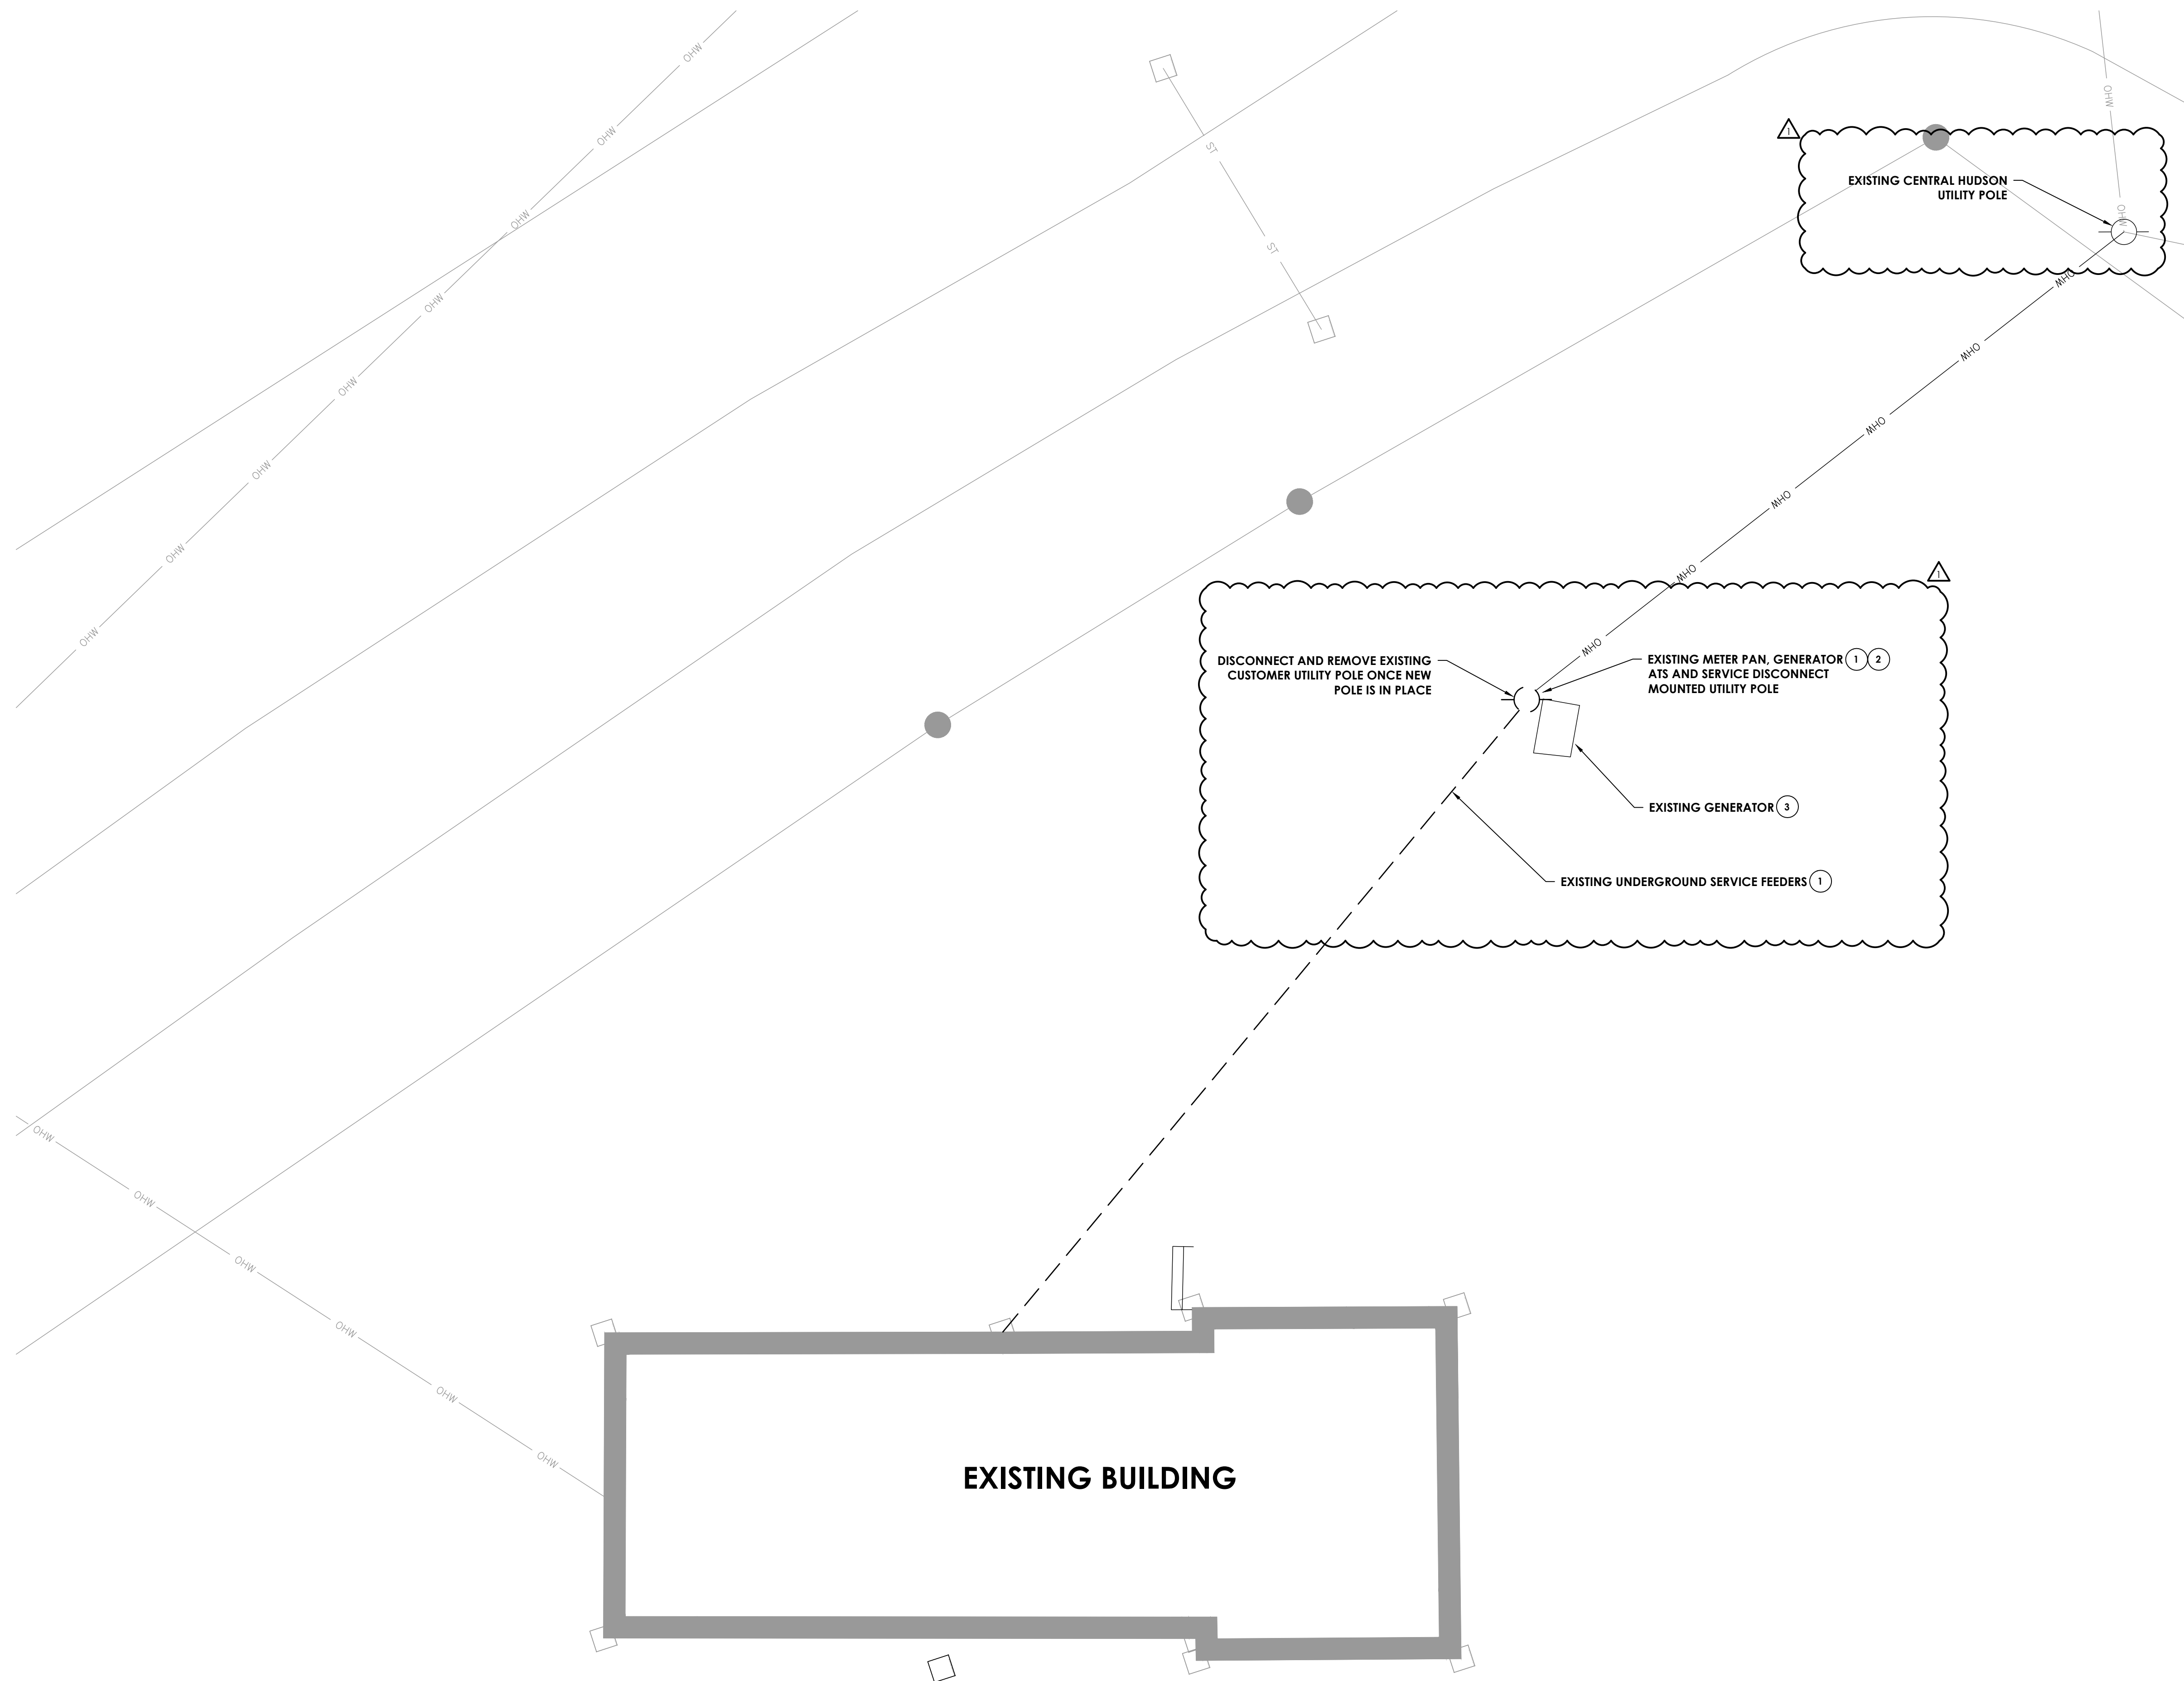 OHW
OHW
OHW
OHW
OHW
OHW
OHW
OHW
ST
ST
OHW
OHW
1
EXISTING CENTRAL HUDSON
UTILITY POLE
OHW
OHW
OHW
OHW
OHW
OHW
1
DISCONNECT AND REMOVE EXISTING
CUSTOMER UTILITY POLE ONCE NEW
POLE IS IN PLACE
EXISTING METER PAN, GENERATOR 1 2
ATS AND SERVICE DISCONNECT
MOUNTED UTILITY POLE
EXISTING GENERATOR 3
EXISTING UNDERGROUND SERVICE FEEDERS 1
OHW
OHW
OHW
OHW
OHW
OHW
EXISTING BUILDING